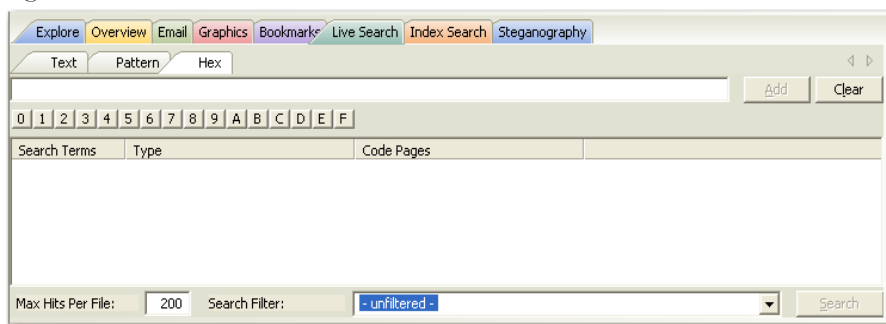 Explore Overview Email Graphics Bookmarks Live Search Index Search Steganography
Text Pattern Hex
Add Clear
0 1 2 3 4 5 6 7 8 9 A B C D E F
Search Terms Type Code Pages
Max Hits Per File: 200 Search Filter: - unfiltered - Search